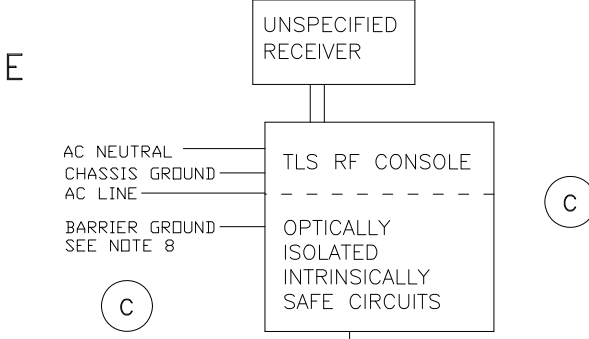 UNSPECIFIED
RECEIVER
E
AC NEUTRAL
CHASSIS GROUND
AC LINE
BARRIER GROUND
SEE NOTE 8
TLS RF CONSOLE
OPTICALLY
ISOLATED
INTRINSICALLY
SAFE CIRCUITS
C
C